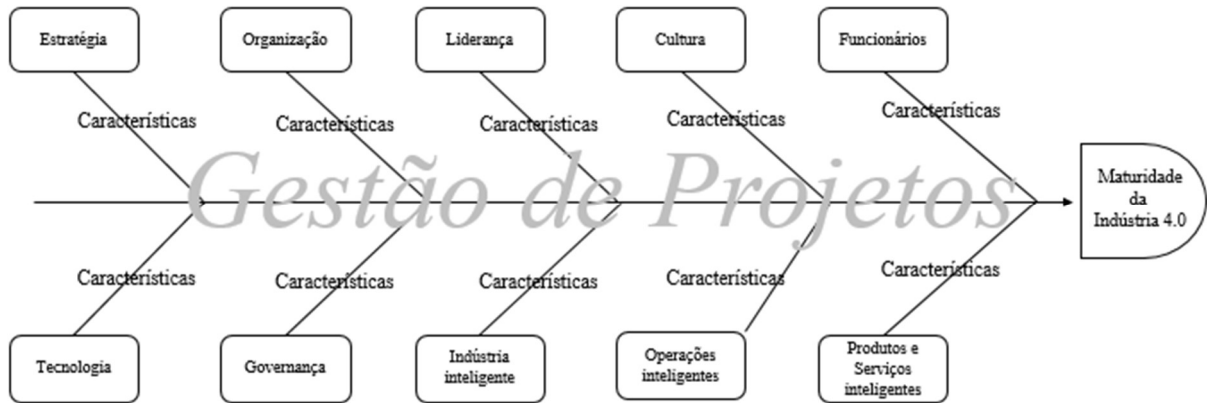 Estratégia
Organização
Liderança
Cultura
Funcionários
Características
Características
Características
Características
Características
Gestão de Projetos
Maturidade
da
Indústria 4.0
Características
Características
Características
Características
Características
Tecnologia
Governança
Indústria
inteligente
Operações
inteligentes
Produtos e
Serviços
inteligentes